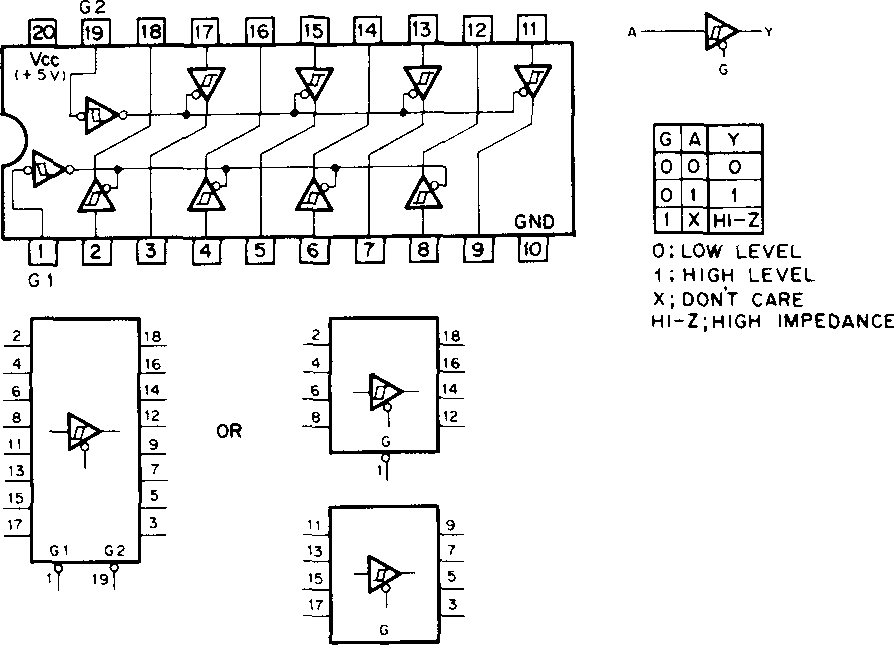 G2
20 19 18 17 16 15 14 13 12 11
Vcc
(+5V)
GND
1 2 3 4 5 6 7 8 9 10
G1
A Y
G
G A Y
0 0 0
0 1 1
1 X HI-Z
0; LOW LEVEL
1; HIGH LEVEL
X; DON'T CARE
HI-Z; HIGH IMPEDANCE
2 18
4 16
6 14
8 12
11 9
13 7
15 5
17 3
G1 G2
1 19
OR
2 18
4 16
6 14
8 12
G
1
11 9
13 7
15 5
17 3
G